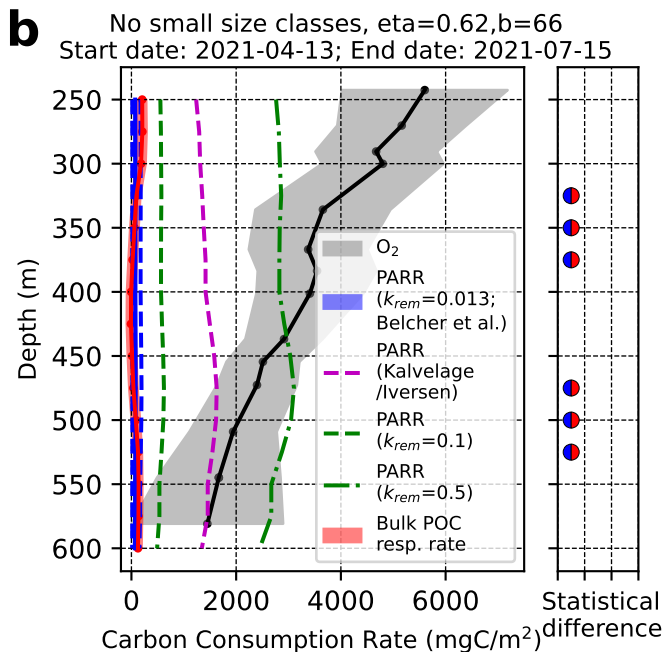 b
No small size classes, eta=0.62,b=66
Start date: 2021-04-13; End date: 2021-07-15
250
300
350
400
450
500
550
600
Depth (m)
O₂
PARR
(k_rem=0.013;
Belcher et al.)
PARR
(Kalvelage
/Iversen)
PARR
(k_rem=0.1)
PARR
(k_rem=0.5)
Bulk POC
resp. rate
0 2000 4000 6000
Carbon Consumption Rate (mgC/m²)
Statistical
difference